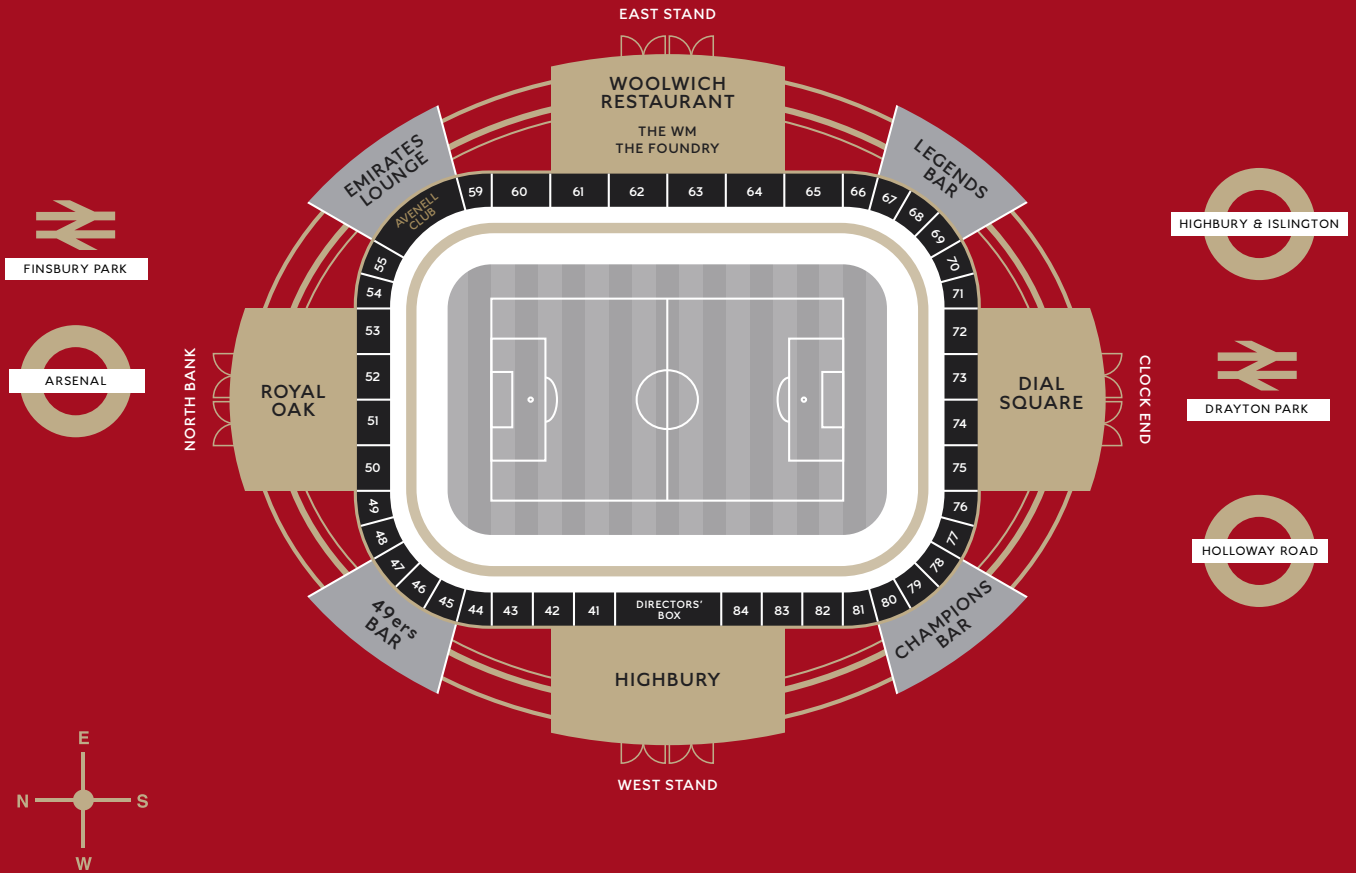 EAST STAND
WOOLWICH
RESTAURANT
THE WM
THE FOUNDRY
EMIRATES
LOUNGE
LEGENDS
BAR
AVENELL
CLUB
59
60
61
62
63
64
65
66
67
68
69
70
71
72
73
74
75
76
77
78
79
80
81
82
83
84
DIRECTORS'
BOX
41
42
43
44
45
46
47
48
49
50
51
52
53
54
55
FINSBURY PARK
ARSENAL
NORTH BANK
ROYAL
OAK
DIAL
SQUARE
CLOCK END
HIGHBURY & ISLINGTON
DRAYTON PARK
HOLLOWAY ROAD
49ers
BAR
CHAMPIONS
BAR
HIGHBURY
WEST STAND
E
N
S
W